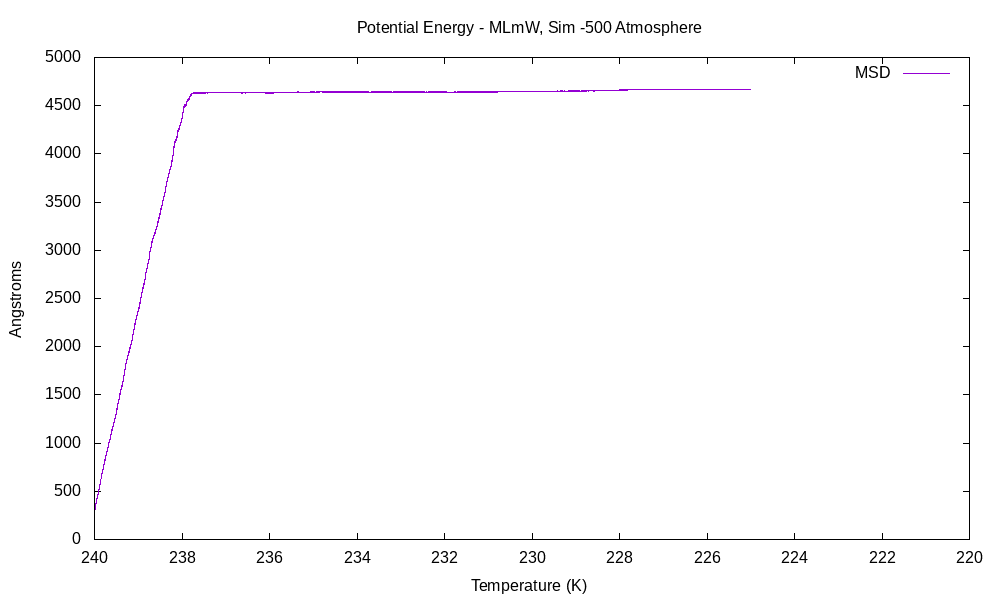 Potential Energy - MLmW, Sim -500 Atmosphere
MSD
5000
4500
4000
3500
3000
2500
2000
1500
1000
500
0
Angstroms
240 238 236 234 232 230 228 226 224 222 220
Temperature (K)